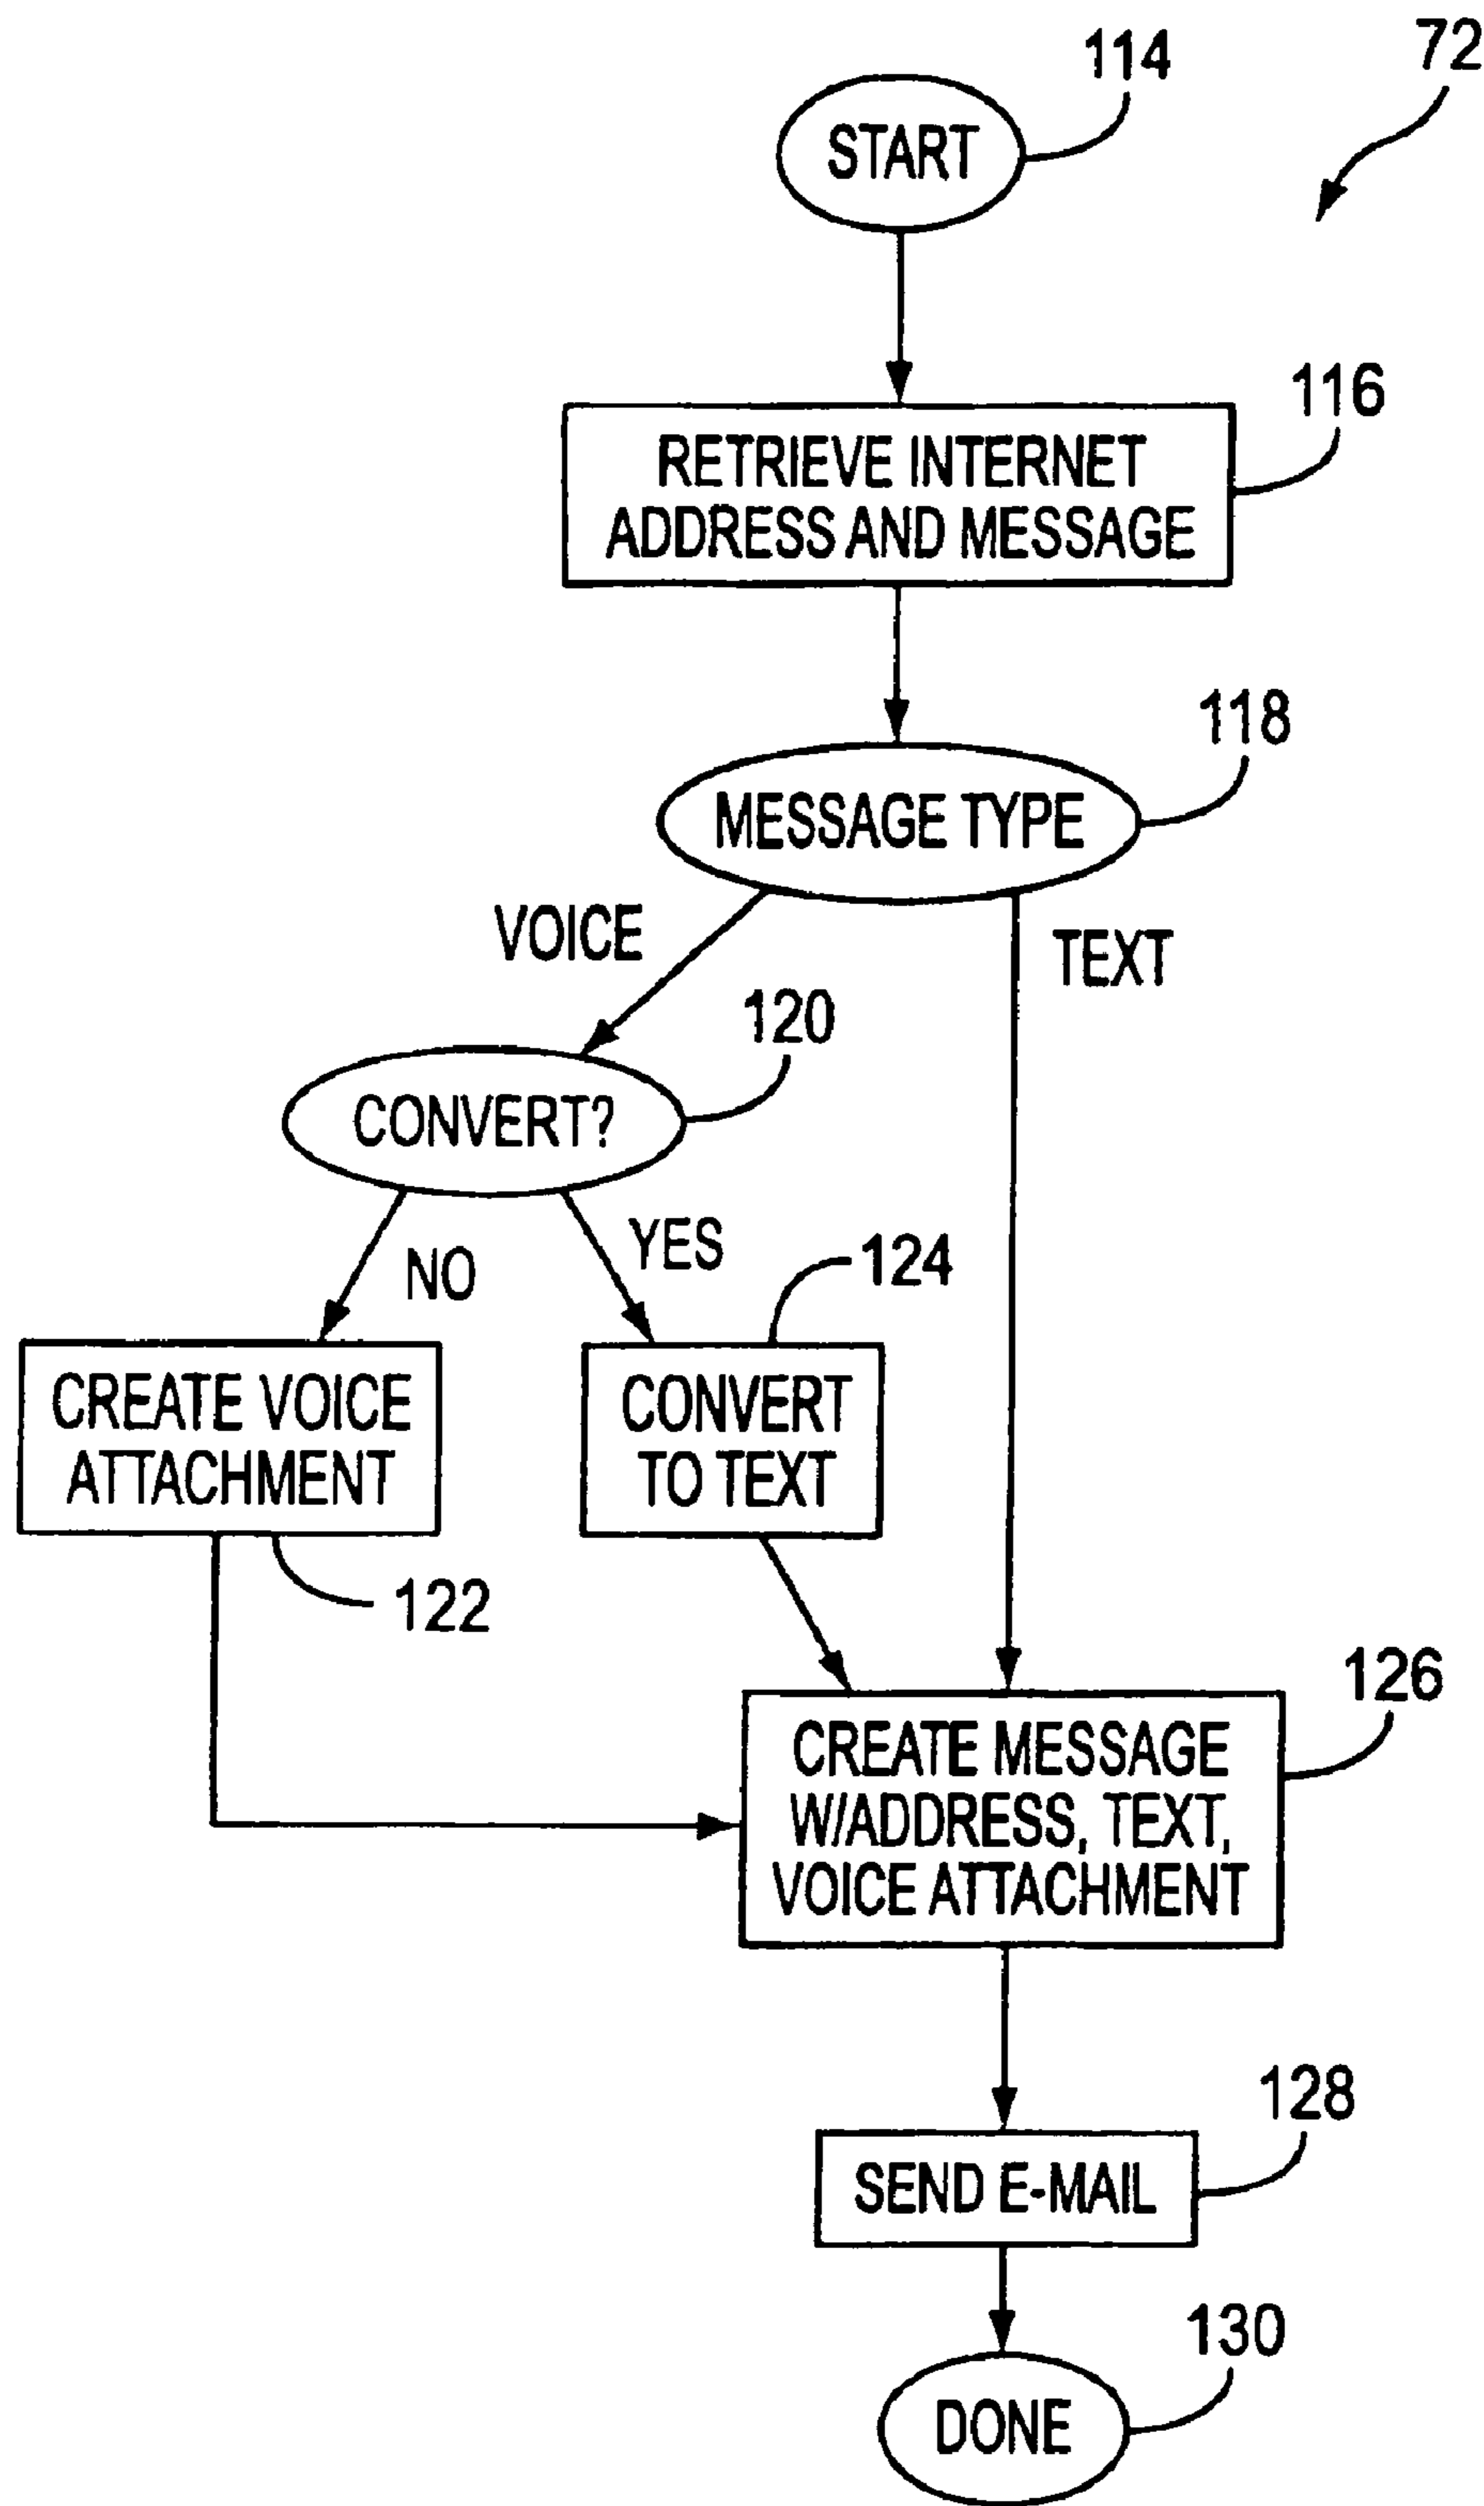 72
114
START
116
RETRIEVE INTERNET
ADDRESS AND MESSAGE
118
MESSAGE TYPE
VOICE
TEXT
120
CONVERT?
NO
YES
124
CREATE VOICE
ATTACHMENT
CONVERT
TO TEXT
122
126
CREATE MESSAGE
W/ADDRESS, TEXT,
VOICE ATTACHMENT
128
SEND E-MAIL
130
DONE